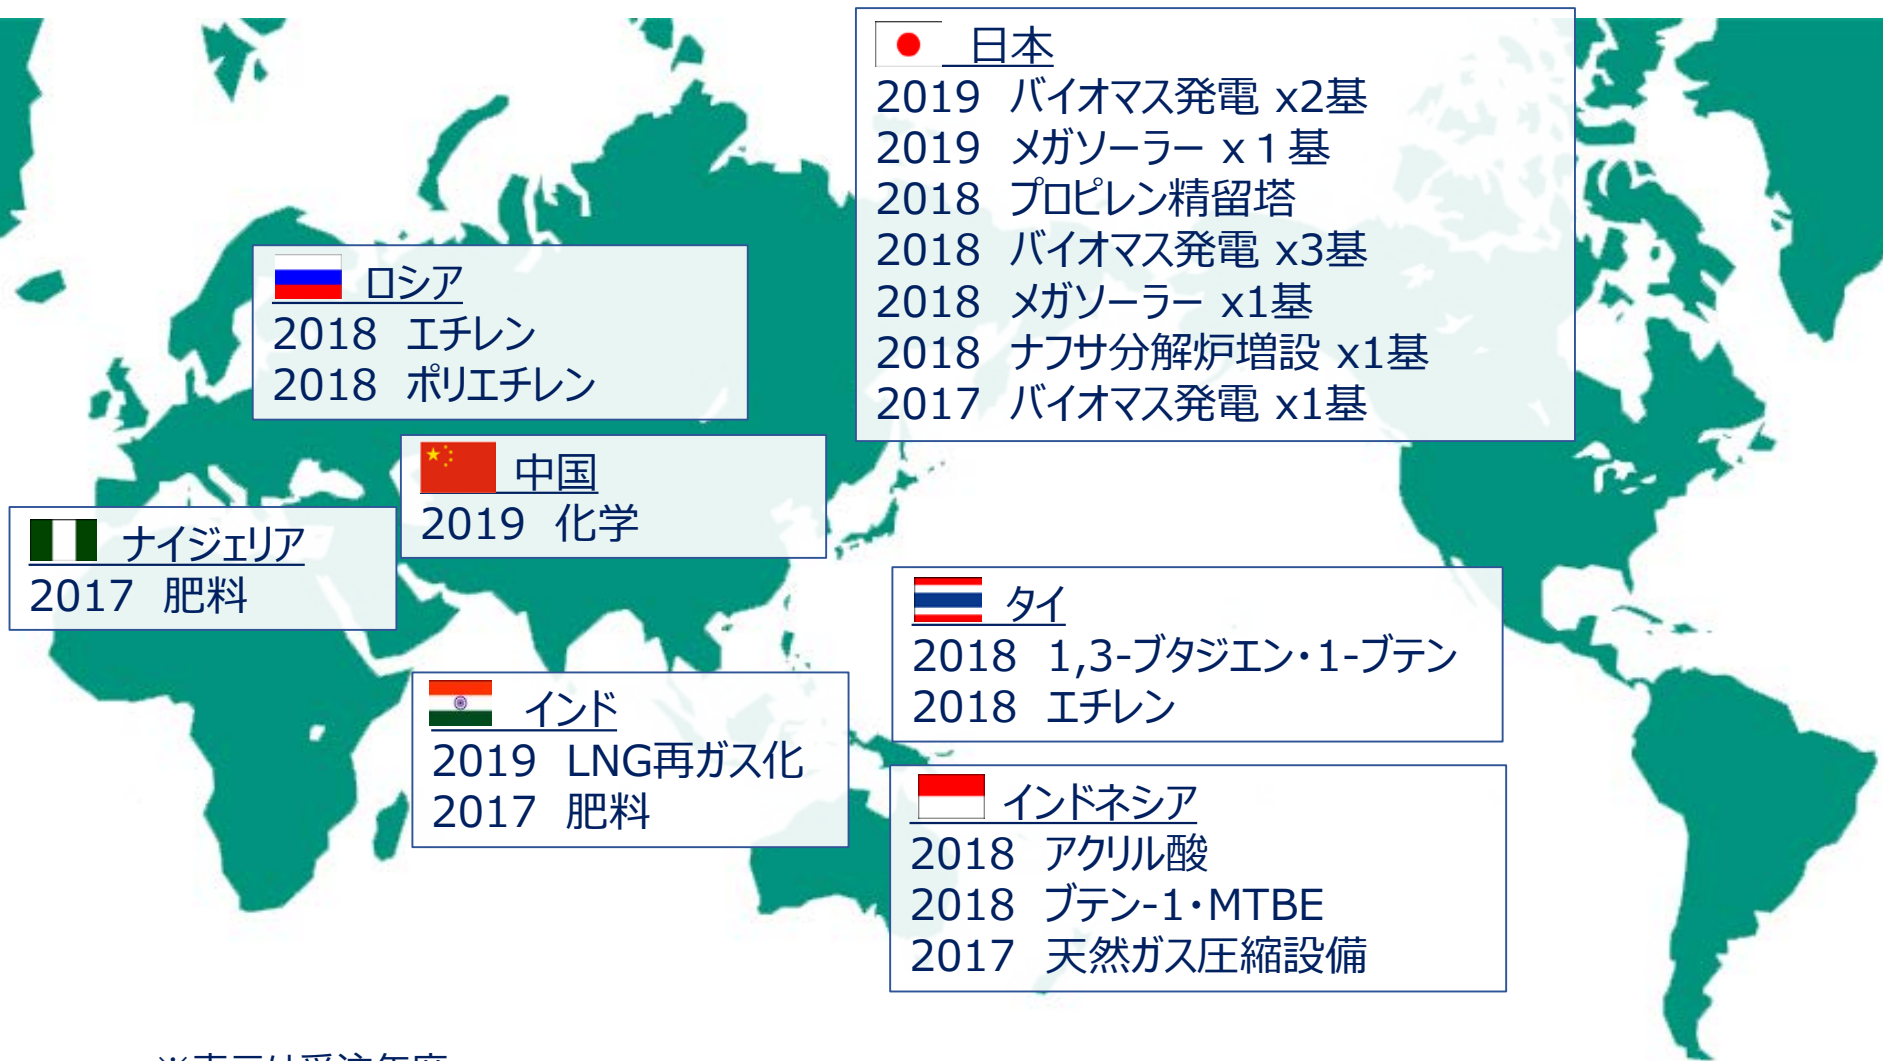 日本
2019 バイオマス発電 x2基
2019 メガソーラー x１基
2018 プロピレン精留塔
2018 バイオマス発電 x3基
2018 メガソーラー x1基
2018 ナフサ分解炉増設 x1基
2017 バイオマス発電 x1基
ロシア
2018 エチレン
2018 ポリエチレン
中国
2019 化学
ナイジェリア
2017 肥料
タイ
2018 1,3-ブタジエン・1-ブテン
2018 エチレン
インド
2019 LNG再ガス化
2017 肥料
インドネシア
2018 アクリル酸
2018 ブテン-1・MTBE
2017 天然ガス圧縮設備
※表示は受注年度